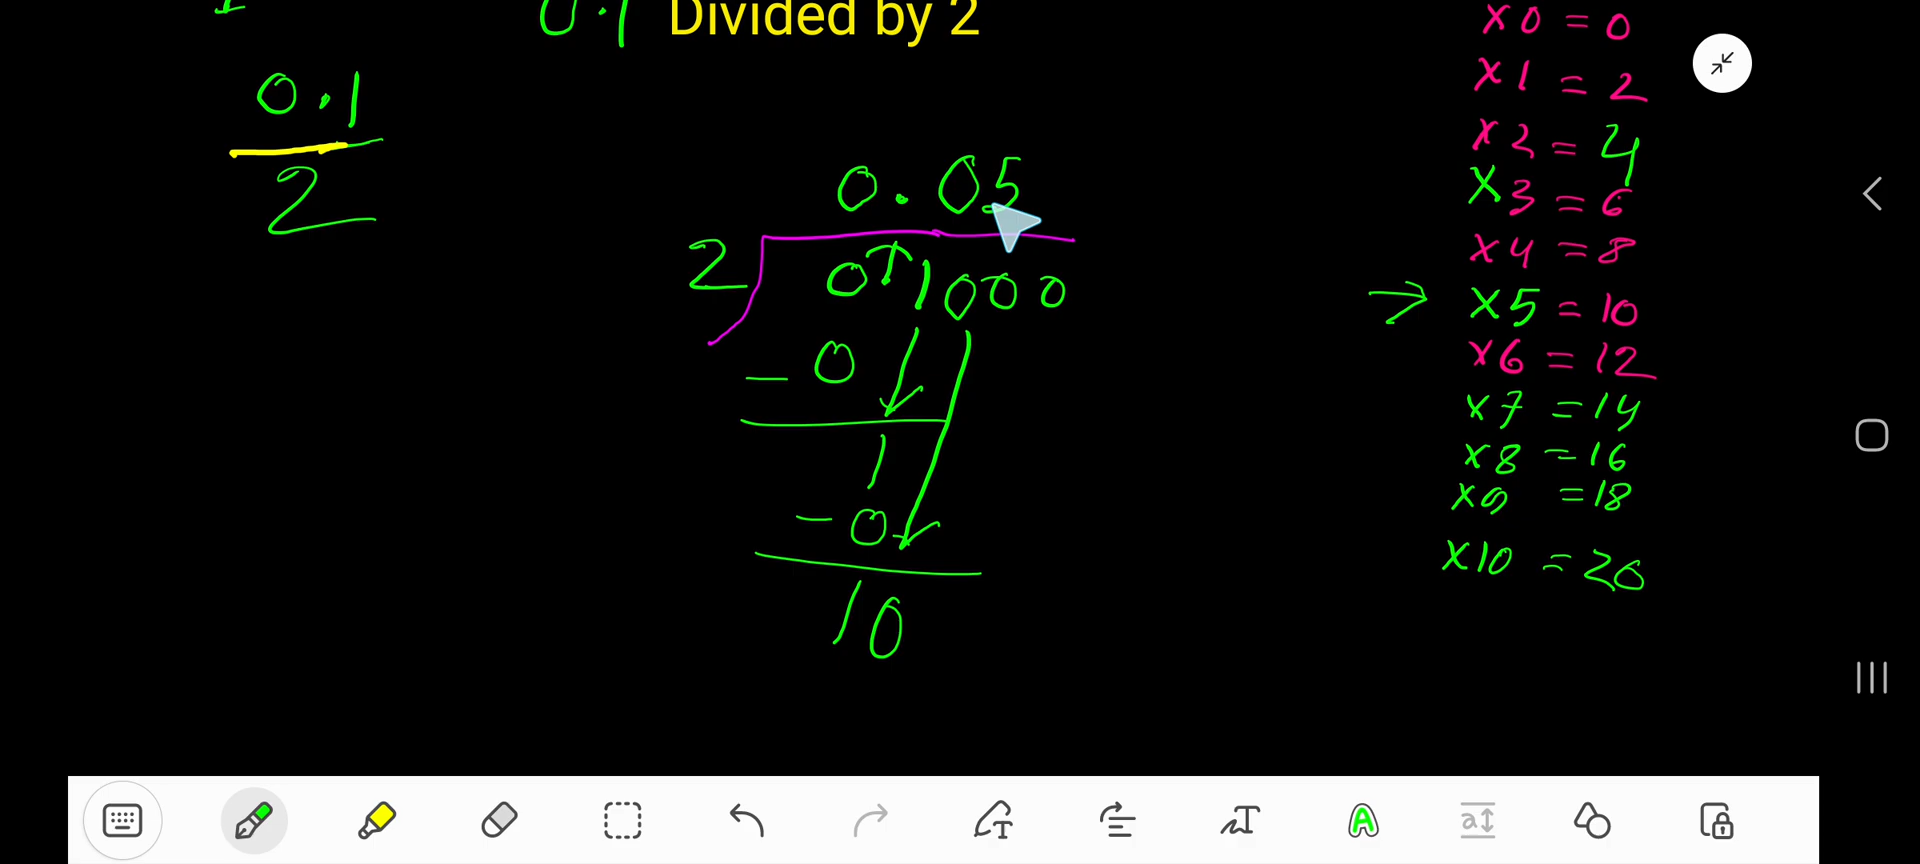 0.1 Divided by 2
0.1
2
0.05
2 0.1000
- 0
1
- 0
10
x0 = 0
x1 = 2
x2 = 4
x3 = 6
x4 = 8
→ x5 = 10
x6 = 12
x7 = 14
x8 = 16
x9 = 18
x10 = 20
T
T
A
a